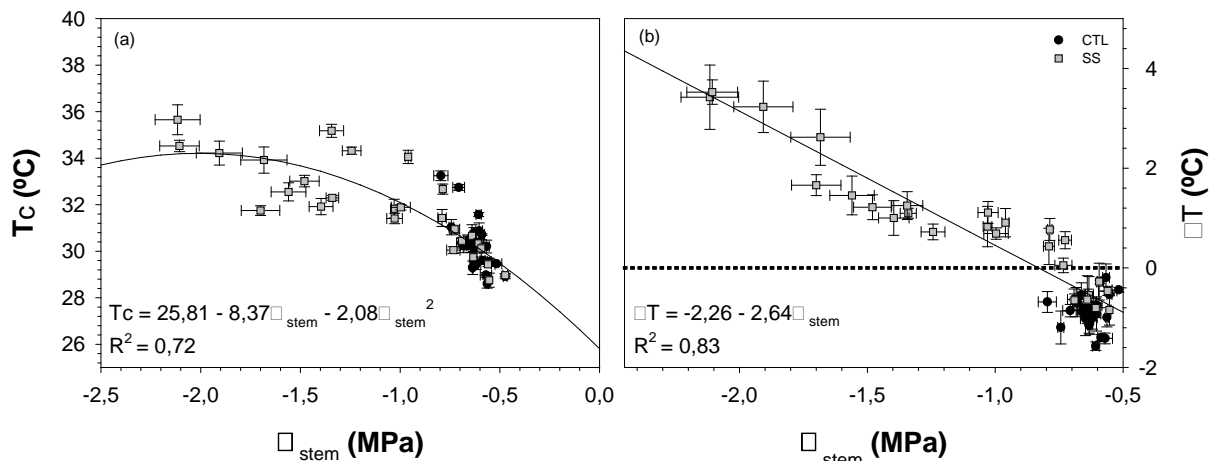 40
38
36
34
32
30
28
26
Tc (ºC)
(a)
Tc = 25,81 - 8,37□ stem - 2,08□ stem²
R² = 0,72
-2,5 -2,0 -1,5 -1,0 -0,5 0,0
□ stem (MPa)
(b)
CTL
SS
□T = -2,26 - 2,64□ stem
R² = 0,83
-2,0 -1,5 -1,0 -0,5
□ stem (MPa)
4
2
0
-2
□T (ºC)